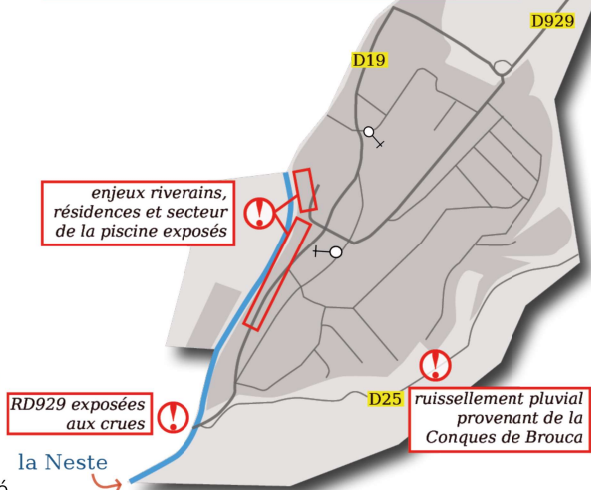 D929
D19
enjeux riverains,
résidences et secteur
de la piscine exposés
D25
ruissellement pluvial
provenant de la
Conques de Brouca
RD929 exposées
aux crues
la Neste
é